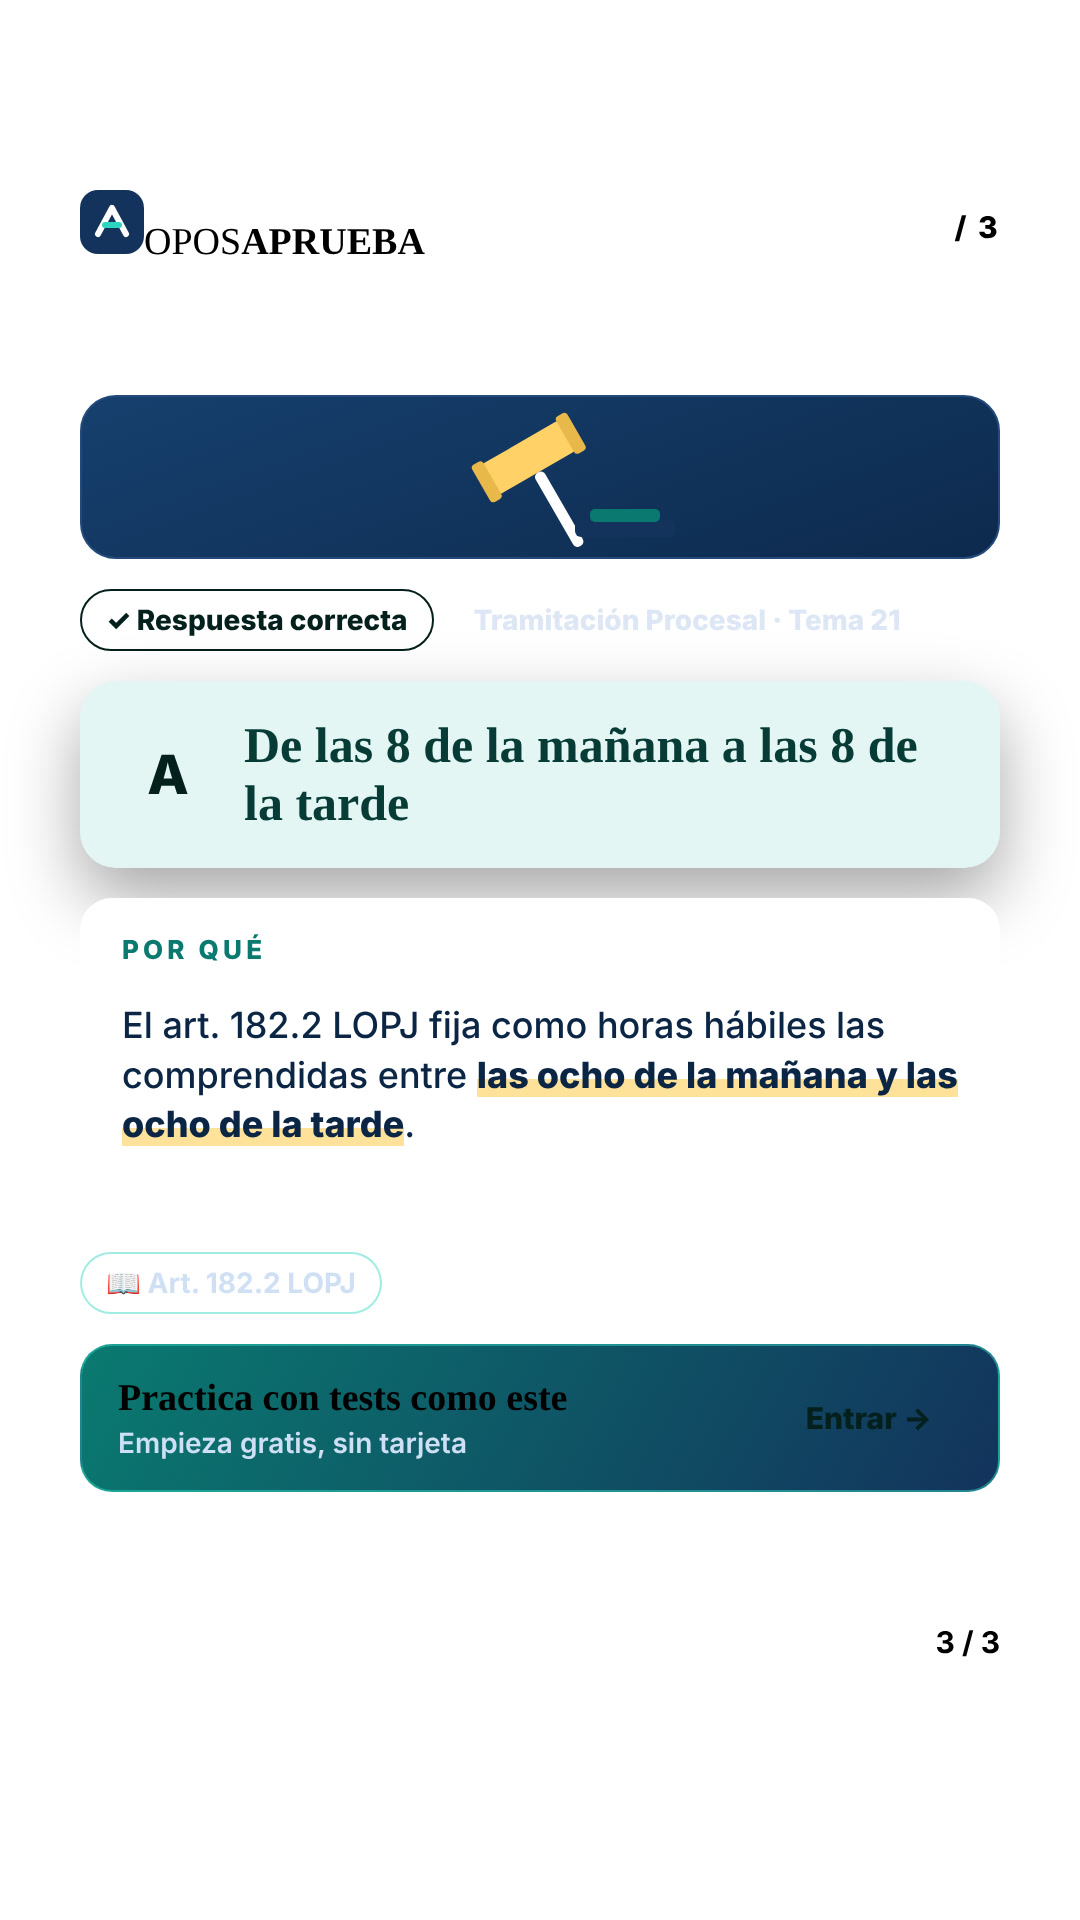 OPOSAPRUEBA
/ 3
✓ Respuesta correcta
Tramitación Procesal · Tema 21
A
De las 8 de la mañana a las 8 de
la tarde
POR QUÉ
El art. 182.2 LOPJ fija como horas hábiles las
comprendidas entre las ocho de la mañana y las
ocho de la tarde.
📖 Art. 182.2 LOPJ
Practica con tests como este
Empieza gratis, sin tarjeta
Entrar →
3 / 3